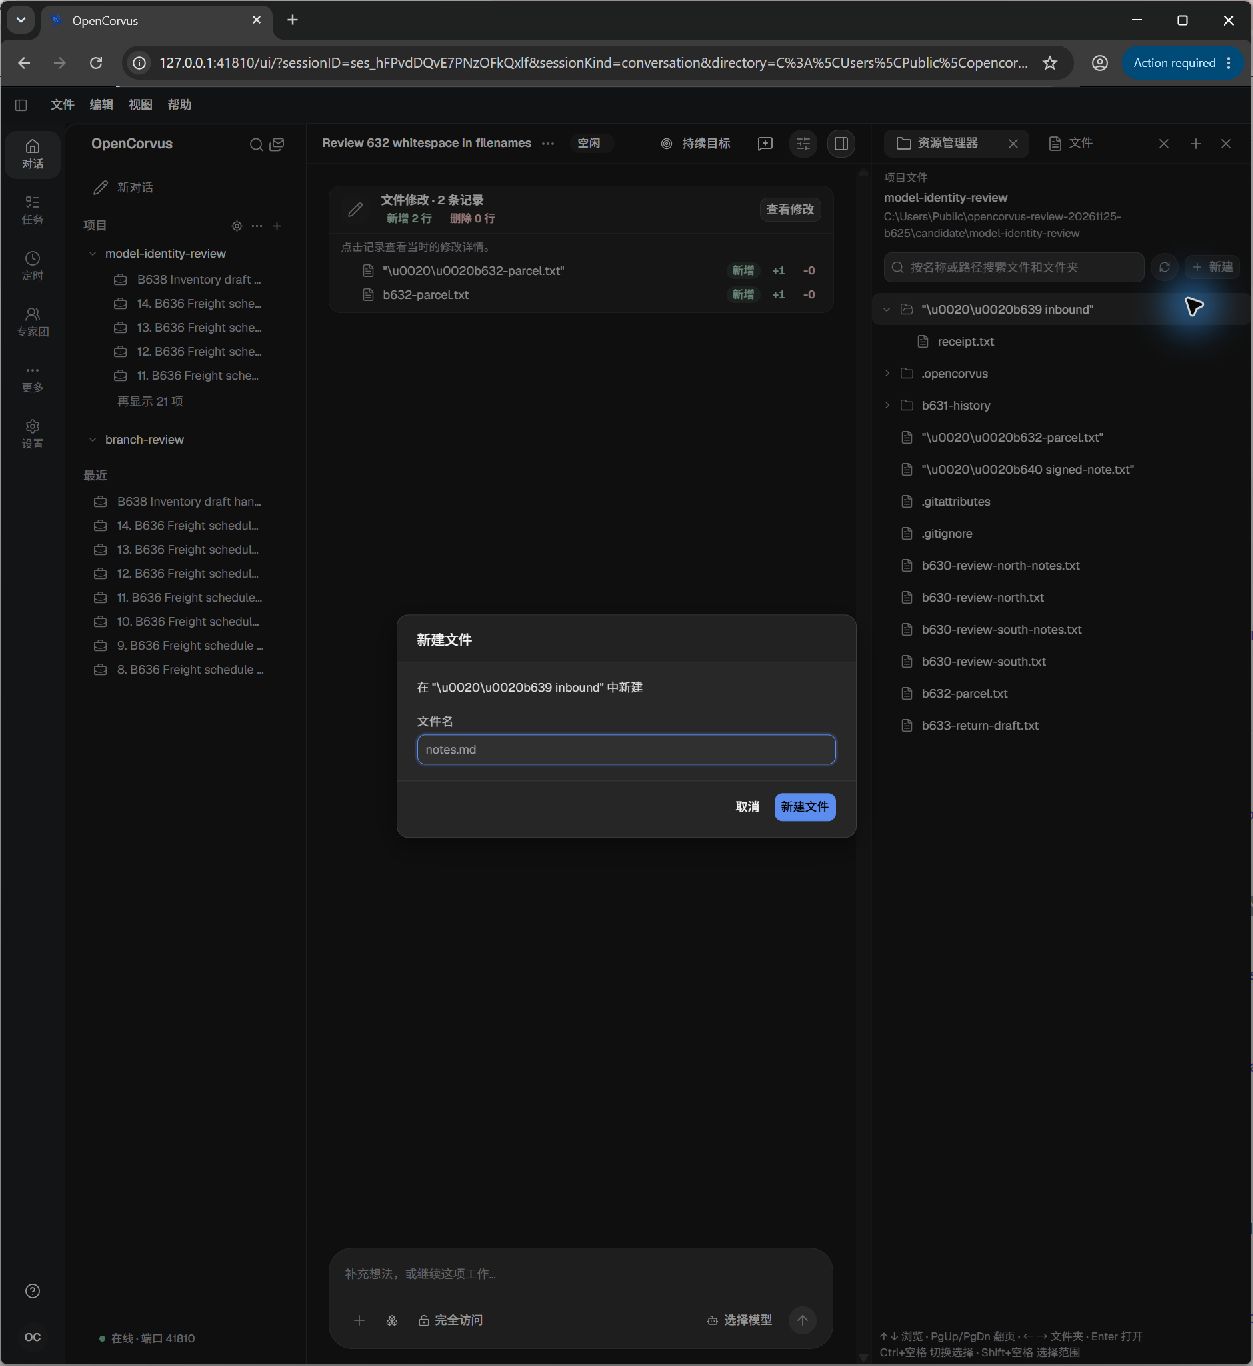 OpenCorvus
127.0.0.1:41810/ui/?sessionID=ses_hFPvdDQvE7PNzOFkQxIf&sessionKind=conversation&directory=C%3A%5CUsers%5CPublic%5Copencor...
Action required
文件 编辑 视图 帮助
对话
任务
定时
专家团
更多
设置
OC
OpenCorvus
新对话
项目
model-identity-review
B638 Inventory draft ...
14. B636 Freight sche...
13. B636 Freight sche...
12. B636 Freight sche...
11. B636 Freight sche...
再显示 21 项
branch-review
最近
B638 Inventory draft han...
14. B636 Freight schedul...
13. B636 Freight schedul...
12. B636 Freight schedul...
11. B636 Freight schedule...
10. B636 Freight schedul...
9. B636 Freight schedule ...
8. B636 Freight schedule ...
在线 · 端口 41810
Review 632 whitespace in filenames ··· 空闲 持续目标
文件修改 · 2 条记录
新增 2 行 删除 0 行
查看修改
点击记录查看当时的修改详情。
"\u0020\u0020b632-parcel.txt" 新增 +1 -0
b632-parcel.txt 新增 +1 -0
新建文件
在 "\u0020\u0020b639 inbound" 中新建
文件名
notes.md
取消 新建文件
补充想法，或继续这项工作...
完全访问 选择模型
资源管理器 文件
项目文件
model-identity-review
C:\Users\Public\opencorvus-review-20261125-
b625\candidate\model-identity-review
按名称或路径搜索文件和文件夹 新建
"\u0020\u0020b639 inbound"
receipt.txt
.opencorvus
b631-history
"\u0020\u0020b632-parcel.txt"
"\u0020\u0020b640 signed-note.txt"
.gitattributes
.gitignore
b630-review-north-notes.txt
b630-review-north.txt
b630-review-south-notes.txt
b630-review-south.txt
b632-parcel.txt
b633-return-draft.txt
↑↓ 浏览 · PgUp/PgDn 翻页 · ←→ 文件夹 · Enter 打开
Ctrl+空格 切换选择 · Shift+空格 选择范围